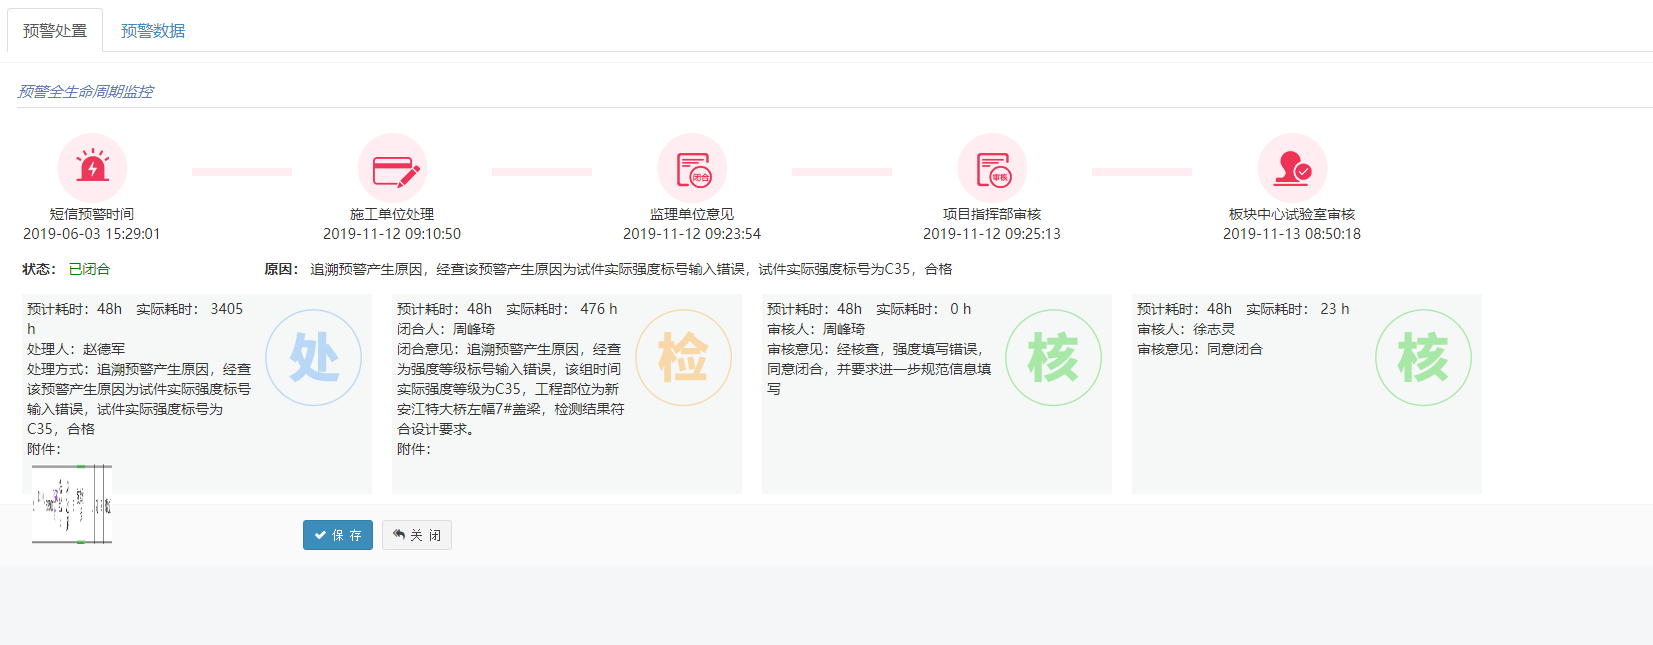 预警处置 预警数据
预警全生命周期监控
闭合 审核
短信预警时间 施工单位处理 监理单位意见 项目指挥部审核 板块中心试验室审核
2019-06-03 15:29:01 2019-11-12 09:10:50 2019-11-12 09:23:54 2019-11-12 09:25:13 2019-11-13 08:50:18
状态： 已闭合 原因： 追溯预警产生原因，经查该预警产生原因为试件实际强度标号输入错误，试件实际强度标号为C35，合格
预计耗时：48h 实际耗时： 3405
h
处理人：赵德军
处理方式：追溯预警产生原因，经查
该预警产生原因为试件实际强度标号
输入错误，试件实际强度标号为
C35，合格
附件：
处
预计耗时：48h 实际耗时： 476 h
闭合人：周峰琦
闭合意见：追溯预警产生原因，经查
为强度等级标号输入错误，该组时间
实际强度等级为C35，工程部位为新
安江特大桥左幅7#盖梁，检测结果符
合设计要求。
附件：
检
预计耗时：48h 实际耗时： 0 h
审核人：周峰琦
审核意见：经核查，强度填写错误，
同意闭合，并要求进一步规范信息填
写
核
预计耗时：48h 实际耗时： 23 h
审核人：徐志灵
审核意见：同意闭合
核
保 存 关 闭